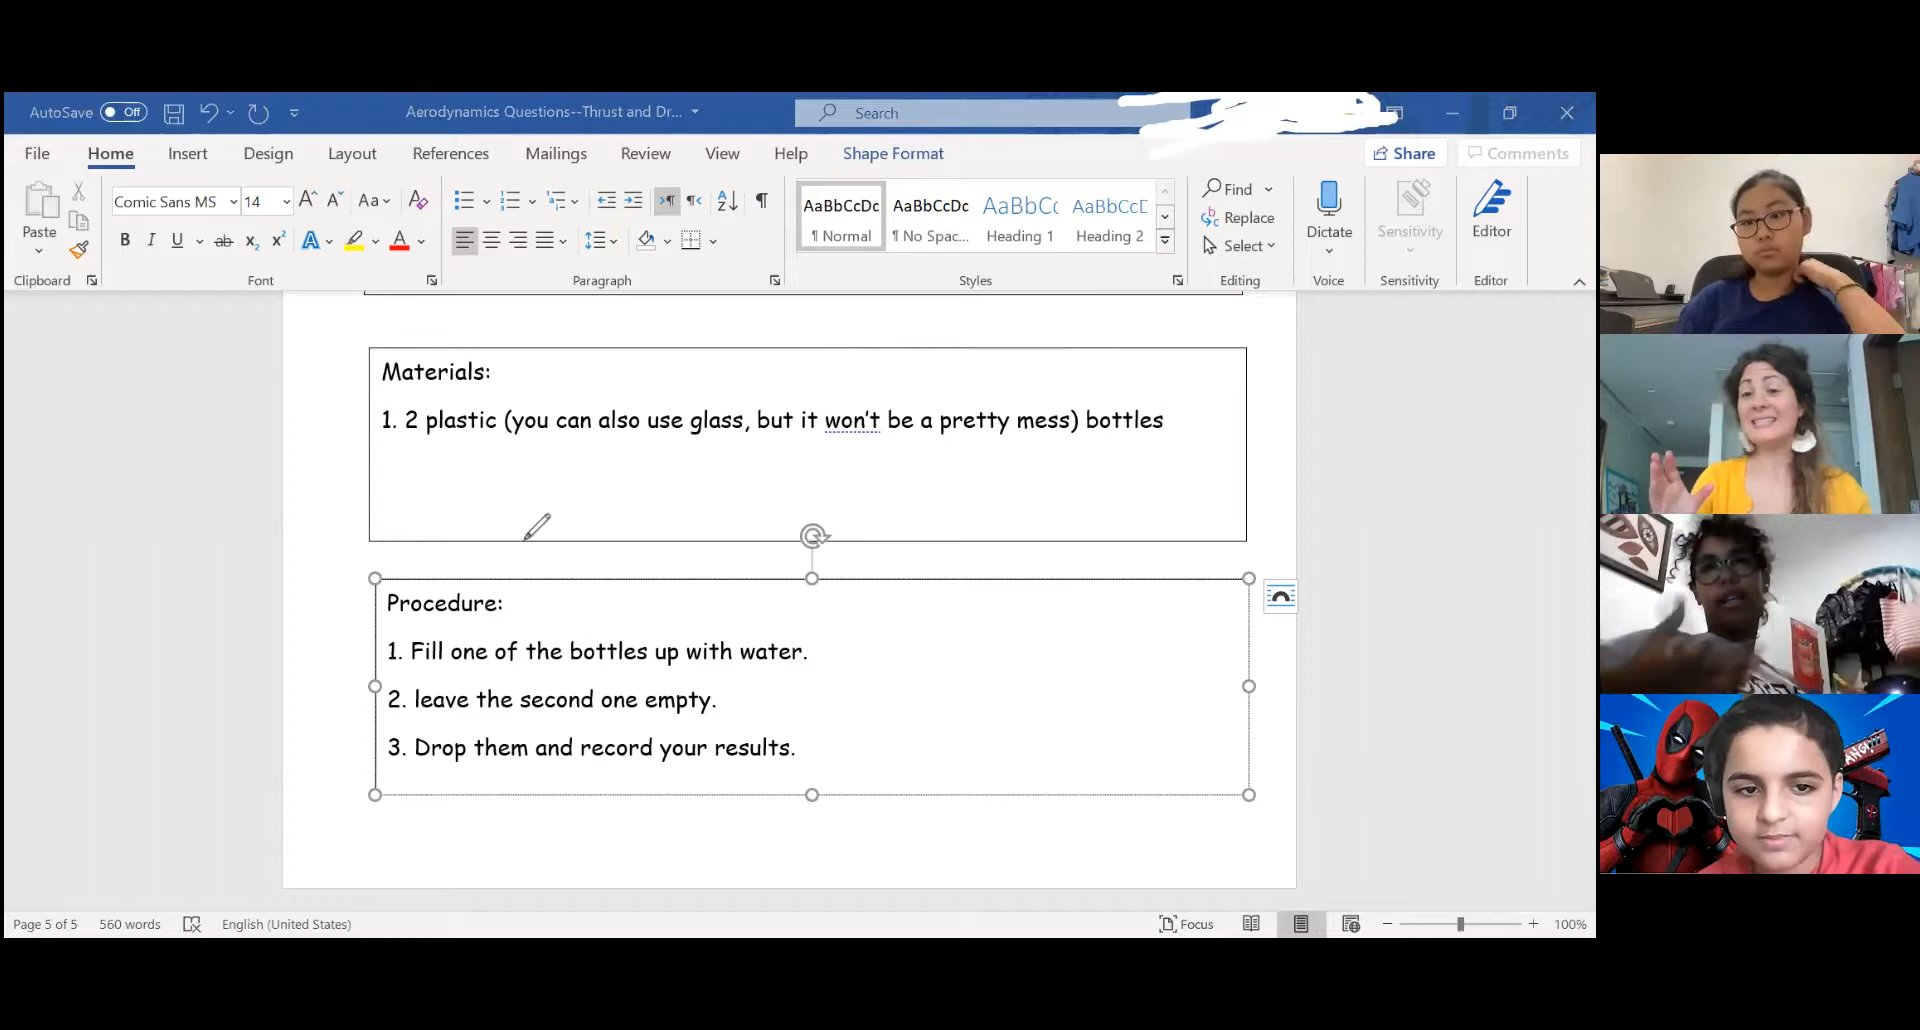 AutoSave Off Aerodynamics Questions--Thrust and Dr... Search
File Home Insert Design Layout References Mailings Review View Help Shape Format Share Comments
Paste
Clipboard
Comic Sans MS 14
Font
Paragraph
AaBbCcDc AaBbCcDc AaBbCc AaBbCcE
¶ Normal ¶ No Spac... Heading 1 Heading 2
Styles
Find
Replace
Select
Editing
Dictate
Voice
Sensitivity
Sensitivity
Editor
Editor
Materials:
1. 2 plastic (you can also use glass, but it won't be a pretty mess) bottles
Procedure:
1. Fill one of the bottles up with water.
2. leave the second one empty.
3. Drop them and record your results.
Page 5 of 5 560 words English (United States) Focus 100%